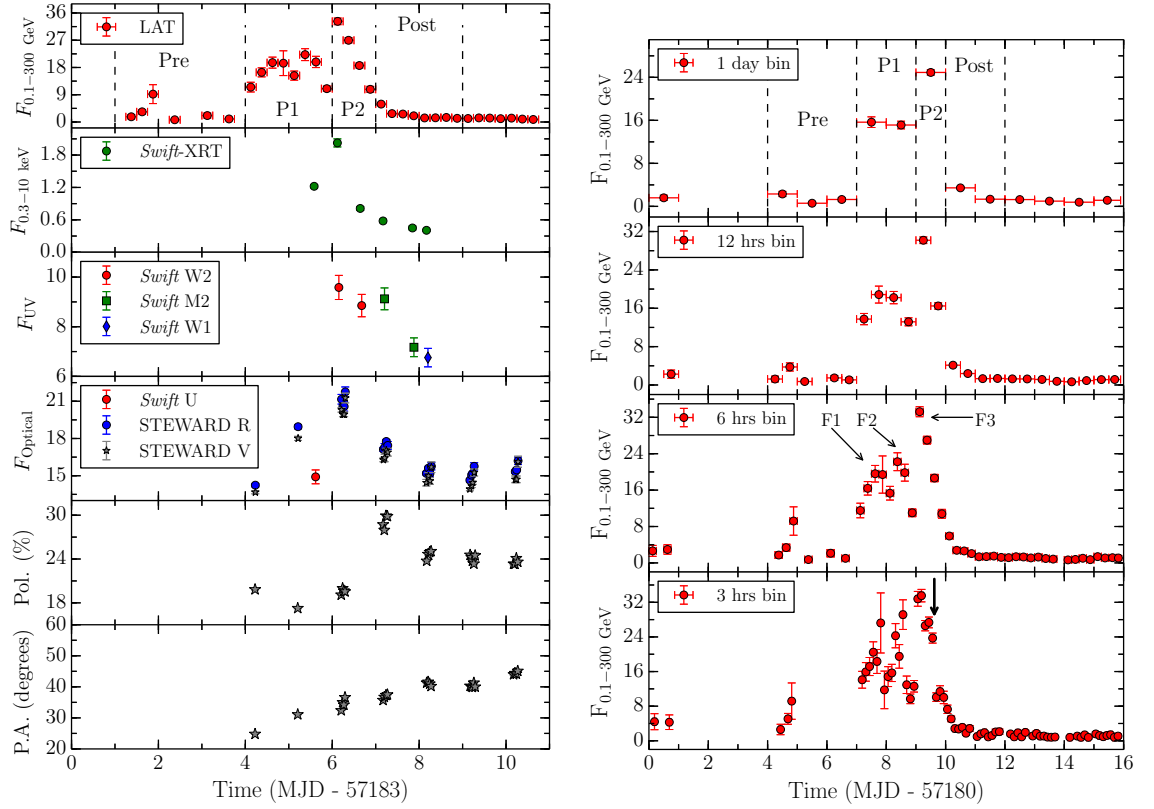 F0.1−300 GeV
36
27
18
9
0
LAT
Pre
P1
P2
Post
F0.3−10 keV
1.8
1.2
0.6
0.0
Swift-XRT
FUV
10
8
6
Swift W2
Swift M2
Swift W1
FOptical
21
18
15
Swift U
STEWARD R
STEWARD V
Pol. (%)
30
24
18
60
P.A. (degrees)
50
40
30
20
0 2 4 6 8 10
Time (MJD - 57183)
F0.1−300 GeV
24
16
8
0
1 day bin
Pre
P1
P2
Post
F0.1−300 GeV
32
24
16
8
0
12 hrs bin
F0.1−300 GeV
32
24
16
8
0
6 hrs bin
F1
F2
F3
F0.1−300 GeV
32
24
16
8
0
3 hrs bin
0 2 4 6 8 10 12 14 16
Time (MJD - 57180)